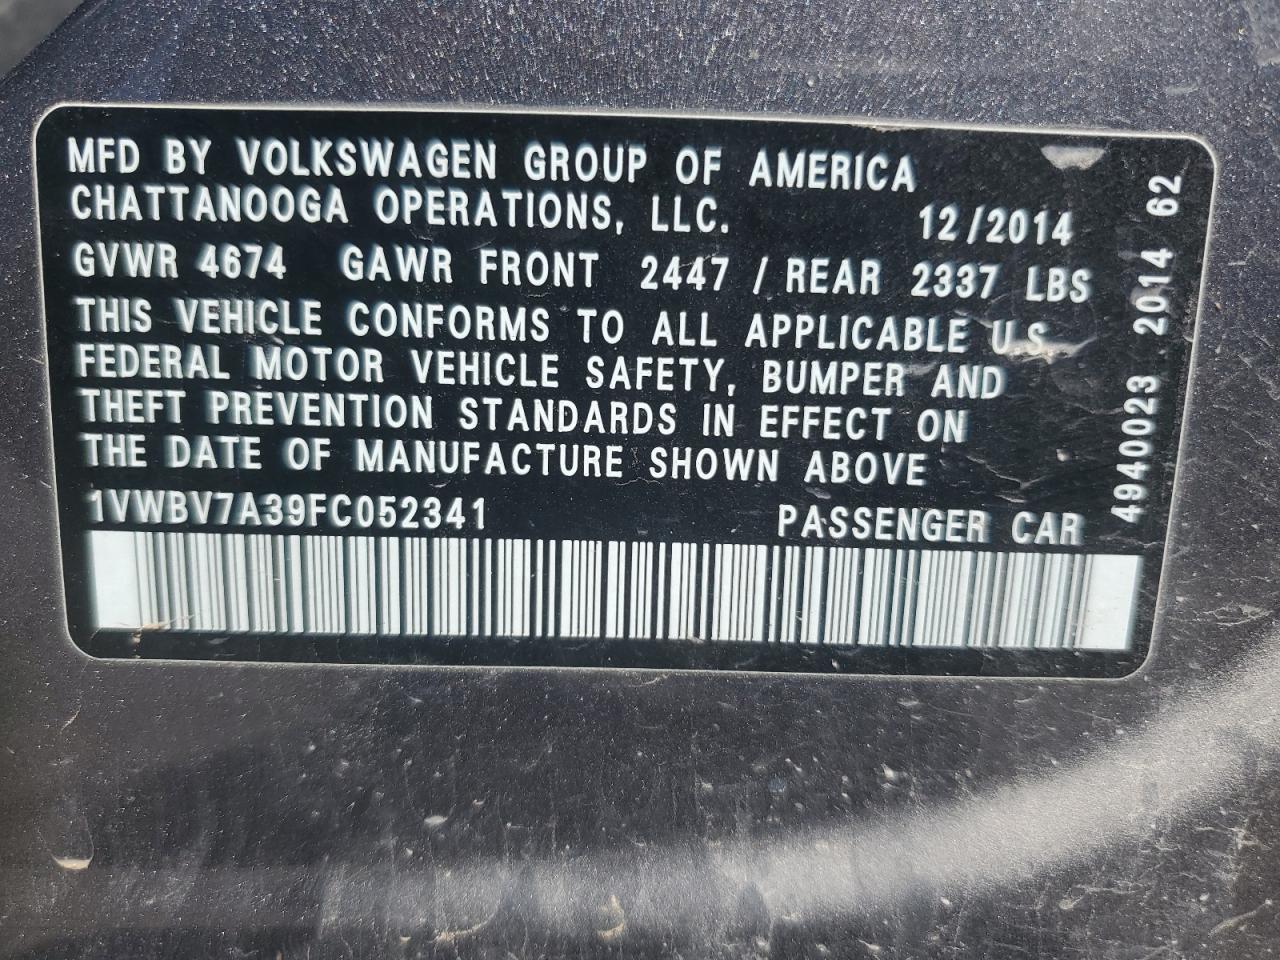 MFD BY VOLKSWAGEN GROUP OF AMERICA
CHATTANOOGA OPERATIONS, LLC. 12/2014
GVWR 4674 GAWR FRONT 2447 / REAR 2337 LBS
THIS VEHICLE CONFORMS TO ALL APPLICABLE U.S.
FEDERAL MOTOR VEHICLE SAFETY, BUMPER AND
THEFT PREVENTION STANDARDS IN EFFECT ON
THE DATE OF MANUFACTURE SHOWN ABOVE
1VWBV7A39FC052341 PASSENGER CAR
4940023 2014 62